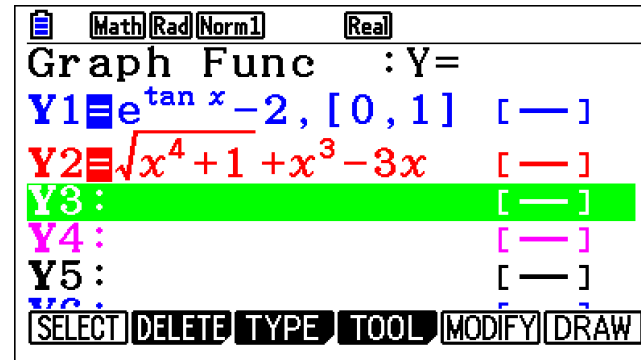 Math Rad Norm1 Real
Graph Func :Y=
Y1=e^(tan x)-2,[0,1] [—]
Y2=√(x⁴+1)+x³-3x [—]
Y3: [—]
Y4: [—]
Y5: [—]
SELECT DELETE TYPE TOOL MODIFY DRAW